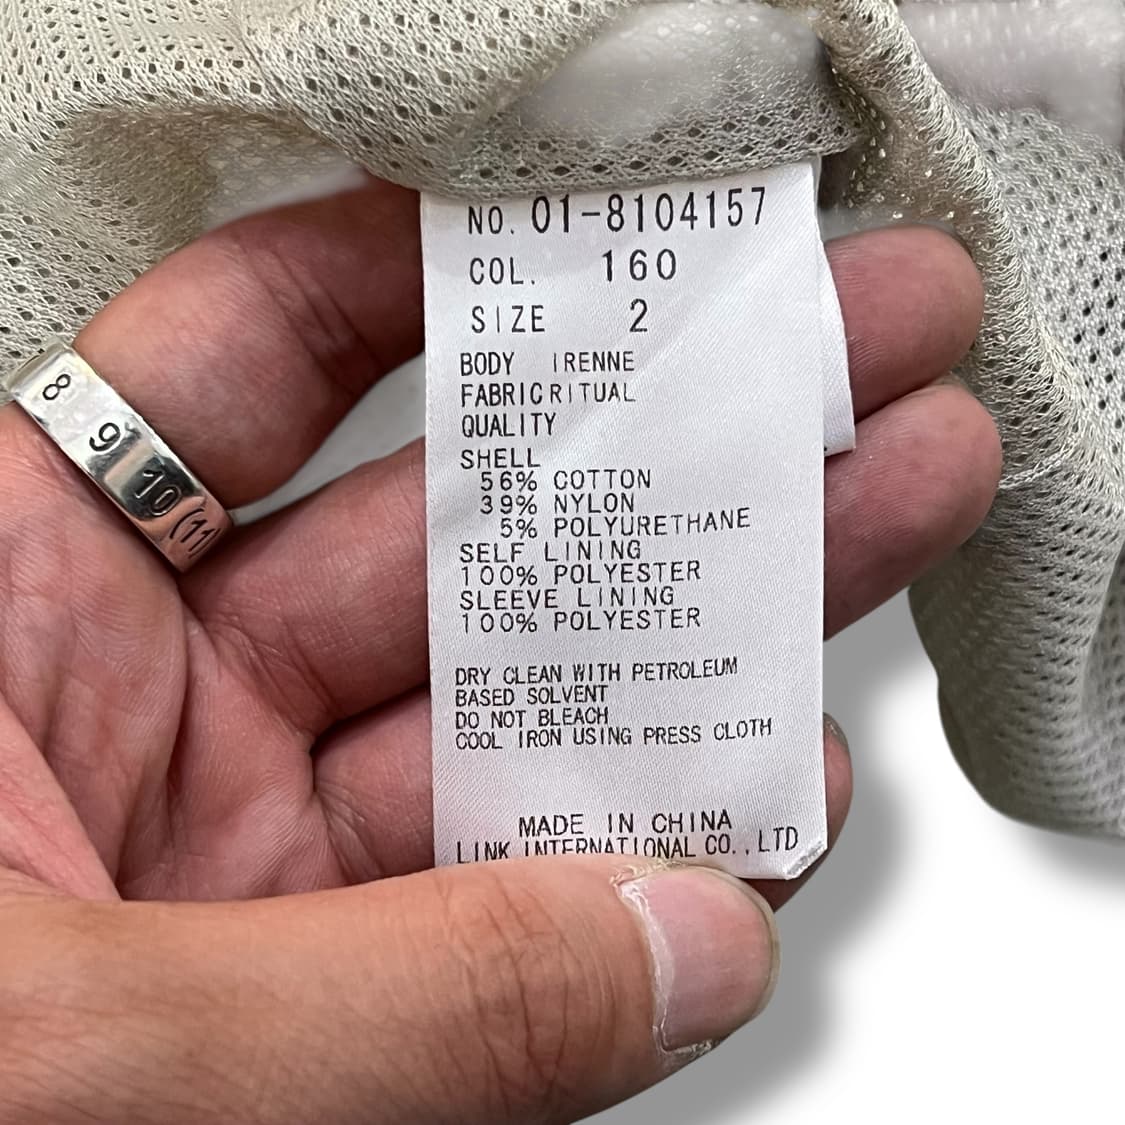 NO. 01-8104157
COL. 160
SIZE 2
BODY IRENNE
FABRICRITUAL
QUALITY
SHELL
56% COTTON
39% NYLON
5% POLYURETHANE
SELF LINING
100% POLYESTER
SLEEVE LINING
100% POLYESTER
DRY CLEAN WITH PETROLEUM
BASED SOLVENT
DO NOT BLEACH
COOL IRON USING PRESS CLOTH
MADE IN CHINA
LINK INTERNATIONAL CO.,LTD
8 9 10 (11)